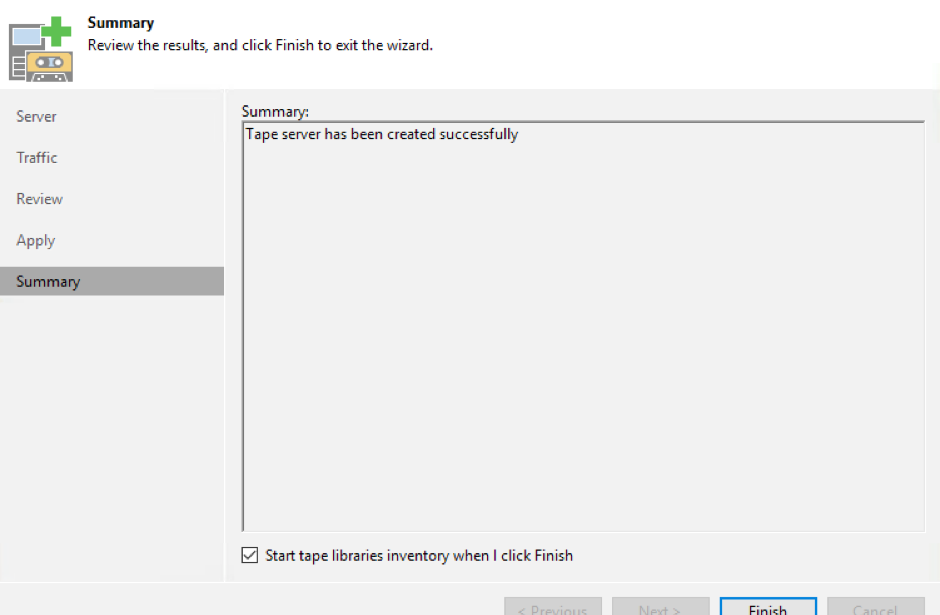 Summary
Review the results, and click Finish to exit the wizard.
Server
Traffic
Review
Apply
Summary
Summary:
Tape server has been created successfully
Start tape libraries inventory when I click Finish
< Previous
Next >
Finish
Cancel